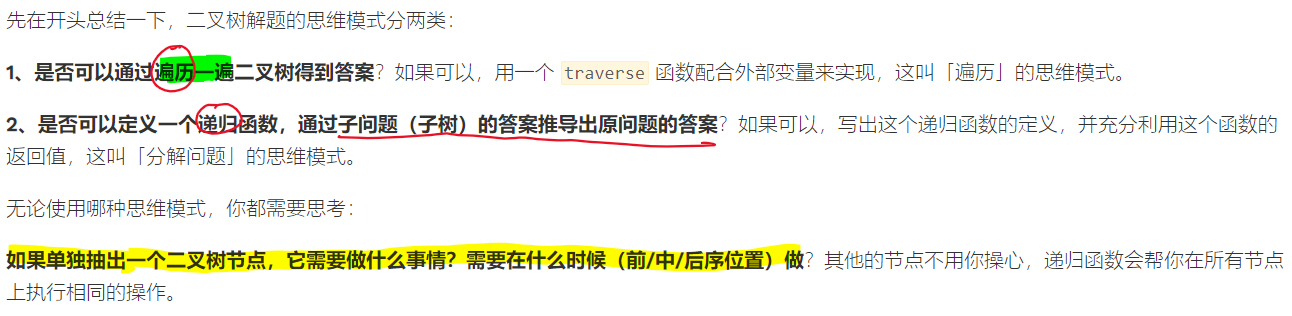 先在开头总结一下，二叉树解题的思维模式分两类：
1、是否可以通过遍历一遍二叉树得到答案？如果可以，用一个 traverse 函数配合外部变量来实现，这叫「遍历」的思维模式。
2、是否可以定义一个递归函数，通过子问题（子树）的答案推导出原问题的答案？如果可以，写出这个递归函数的定义，并充分利用这个函数的
返回值，这叫「分解问题」的思维模式。
无论使用哪种思维模式，你都需要思考：
如果单独抽出一个二叉树节点，它需要做什么事情？需要在什么时候（前/中/后序位置）做？其他的节点不用你操心，递归函数会帮你在所有节点
上执行相同的操作。